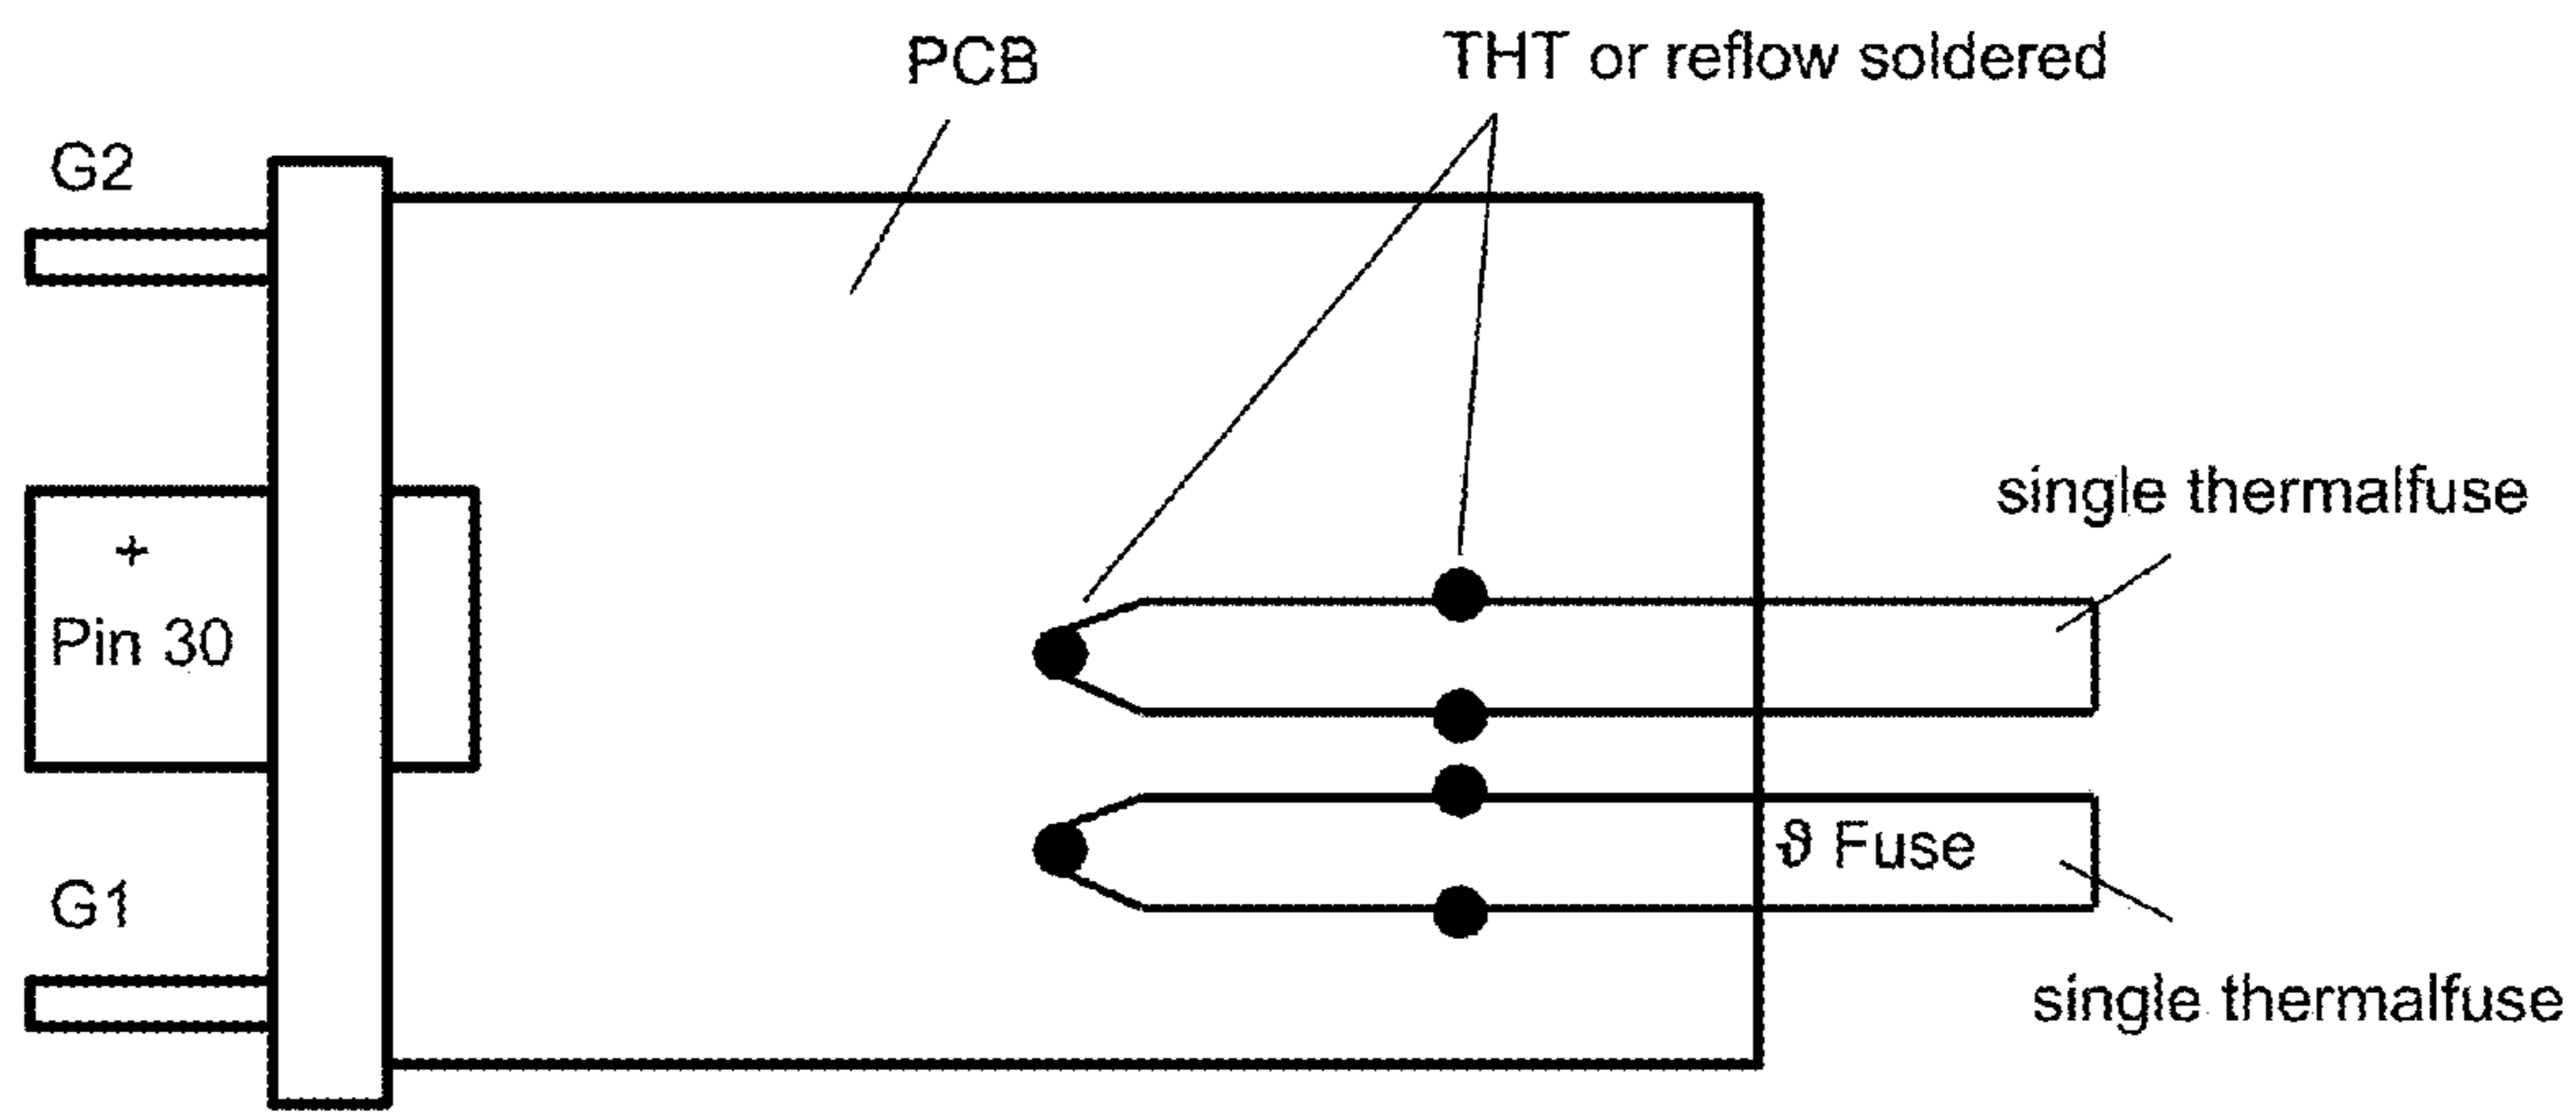 PCB
THT or reflow soldered
G2
single thermalfuse
+
Pin 30
ϑ Fuse
G1
single thermalfuse